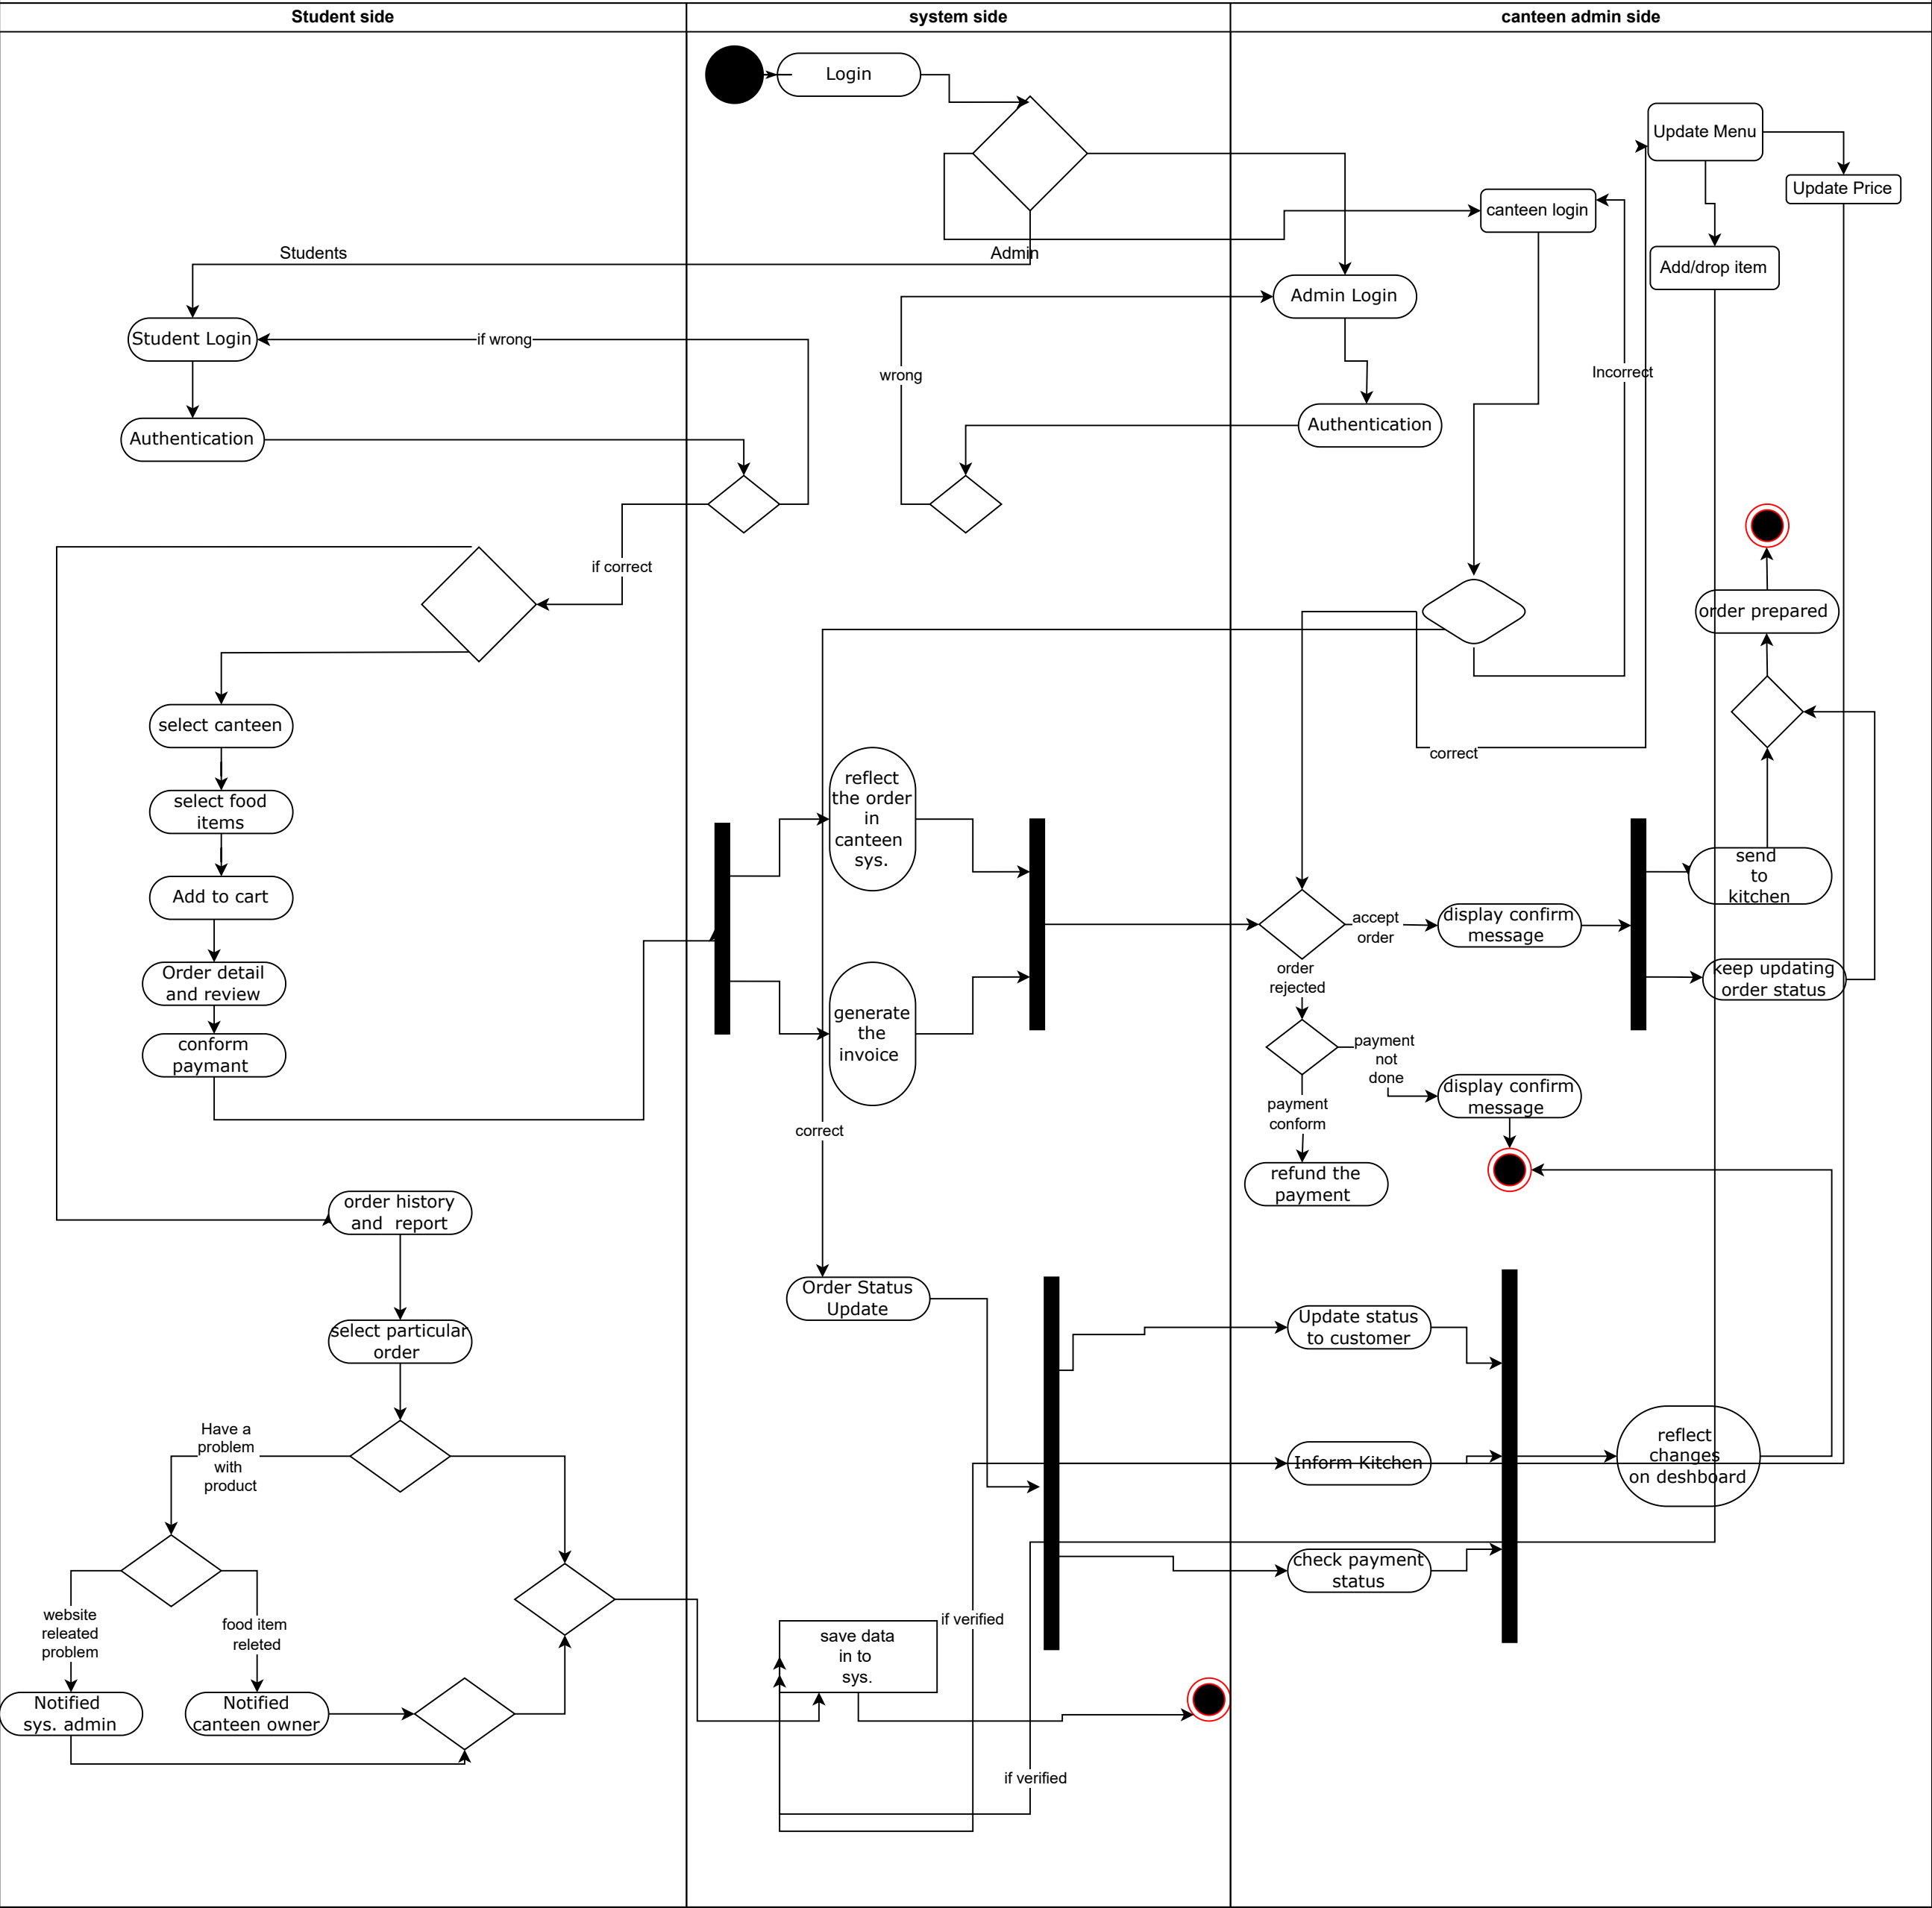 Student side
system side
canteen admin side
Login
Update Menu
Update Price
canteen login
Students
Admin
Add/drop item
Admin Login
Student Login
if wrong
wrong
Incorrect
Authentication
Authentication
if correct
order prepared
select canteen
correct
reflect
the order
in
canteen
sys.
select food
items
Add to cart
send
to
kitchen
accept
order
display confirm
message
order
rejected
Order detail
and review
keep updating
order status
generate
the
invoice
conform
paymant
payment
not
done
display confirm
message
payment
conform
correct
refund the
payment
order history
and report
Order Status
Update
Update status
to customer
select particular
order
Have a
problem
with
product
Inform Kitchen
reflect
changes
on deshboard
check payment
status
website
releated
problem
food item
releted
if verified
save data
in to
sys.
Notified
sys. admin
Notified
canteen owner
if verified